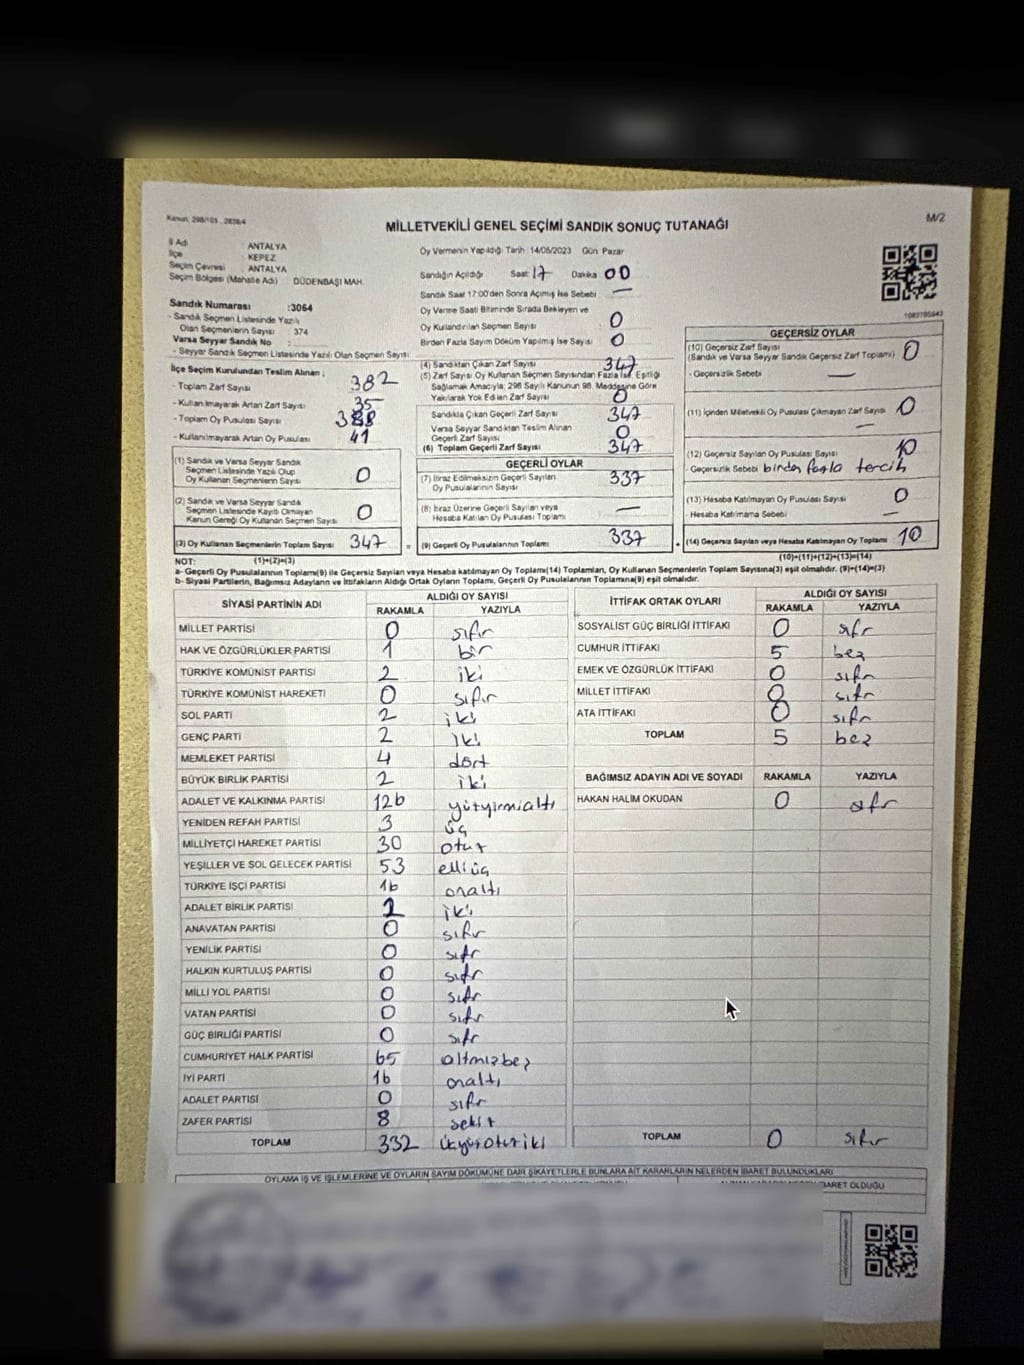 Kanun: 298/105 , 2839/4
MİLLETVEKİLİ GENEL SEÇİMİ SANDIK SONUÇ TUTANAĞI
M/2
İl Adı ANTALYA
İlçe KEPEZ
Seçim Çevresi ANTALYA
Seçim Bölgesi (Mahalle Adı) DÜDENBAŞI MAH.
Sandık Numarası :3064
- Sandık Seçmen Listesinde Yazılı
Olan Seçmenlerin Sayısı 374
Varsa Seyyar Sandık No :
- Seyyar Sandık Seçmen Listesinde Yazılı Olan Seçmen Sayısı
İlçe Seçim Kurulundan Teslim Alınan ;
- Toplam Zarf Sayısı 382
- Kullanılmayarak Artan Zarf Sayısı 35
- Toplam Oy Pusulası Sayısı 388
- Kullanılmayarak Artan Oy Pusulası 41
(1) Sandık ve Varsa Seyyar Sandık
Seçmen Listesinde Yazılı Olup
Oy Kullanan Seçmenlerin Sayısı 0
(2) Sandık ve Varsa Seyyar Sandık
Seçmen Listesinde Kayıtlı Olmayan
Kanun Gereği Oy Kullanan Seçmen Sayısı 0
(3) Oy Kullanan Seçmenlerin Toplam Sayısı 347
Oy Vermenin Yapıldığı Tarih :14/05/2023 Gün Pazar
Sandığın Açıldığı Saat 17 Dakika 00
Sandık Saat 17:00'den Sonra Açılmış İse Sebebi —
Oy Verme Saati Bitiminde Sırada Bekleyen ve
Oy Kullandırılan Seçmen Sayısı 0
Birden Fazla Sayım Döküm Yapılmış İse Sayısı 0
(4) Sandıktan Çıkan Zarf Sayısı 347
(5) Zarf Sayısı Oy Kullanan Seçmen Sayısından Fazla İse, Eşitliği
Sağlamak Amacıyla; 298 Sayılı Kanunun 98. Maddesine Göre
Yakılarak Yok Edilen Zarf Sayısı 0
Sandıkta Çıkan Geçerli Zarf Sayısı 347
Varsa Seyyar Sandıktan Teslim Alınan
Geçerli Zarf Sayısı 0
(6) Toplam Geçerli Zarf Sayısı 347
GEÇERLİ OYLAR
(7) İtiraz Edilmeksizin Geçerli Sayılan
Oy Pusulalarının Sayısı 337
(8) İtiraz Üzerine Geçerli Sayılan veya
Hesaba Katılan Oy Pusulası Toplamı —
= (9) Geçerli Oy Pusulalarının Toplamı 337
1083785643
GEÇERSİZ OYLAR
(10) Geçersiz Zarf Sayısı
(Sandık ve Varsa Seyyar Sandık Geçersiz Zarf Toplamı) 0
- Geçersizlik Sebebi —
(11) İçinden Milletvekili Oy Pusulası Çıkmayan Zarf Sayısı 0
—
(12) Geçersiz Sayılan Oy Pusulası Sayısı 10
- Geçersizlik Sebebi birden fazla tercih
(13) Hesaba Katılmayan Oy Pusulası Sayısı 0
- Hesaba Katmama Sebebi —
+ (14) Geçersiz Sayılan veya Hesaba Katılmayan Oy Toplamı 10
NOT: (1)+(2)=(3) (10)+(11)+(12)+(13)=(14)
a- Geçerli Oy Pusulalarının Toplamı(9) ile Geçersiz Sayılan veya Hesaba katılmayan Oy Toplamı(14) Toplamları, Oy Kullanan Seçmenlerin Toplam Sayısına(3) eşit olmalıdır. (9)+(14)=(3)
b- Siyasi Partilerin, Bağımsız Adayların ve İttifakların Aldığı Ortak Oyların Toplamı, Geçerli Oy Pusulalarının Toplamına(9) eşit olmalıdır.
SİYASİ PARTİNİN ADI ALDIĞI OY SAYISI
RAKAMLA YAZIYLA
MİLLET PARTİSİ 0 sıfır
HAK VE ÖZGÜRLÜKLER PARTİSİ 1 bir
TÜRKİYE KOMÜNİST PARTİSİ 2 iki
TÜRKİYE KOMÜNİST HAREKETİ 0 sıfır
SOL PARTİ 2 iki
GENÇ PARTİ 2 iki
MEMLEKET PARTİSİ 4 dört
BÜYÜK BİRLİK PARTİSİ 2 iki
ADALET VE KALKINMA PARTİSİ 126 yüzyirmialtı
YENİDEN REFAH PARTİSİ 3 üç
MİLLİYETÇİ HAREKET PARTİSİ 30 otuz
YEŞİLLER VE SOL GELECEK PARTİSİ 53 elliüç
TÜRKİYE İŞÇİ PARTİSİ 16 onaltı
ADALET BİRLİK PARTİSİ 2 iki
ANAVATAN PARTİSİ 0 sıfır
YENİLİK PARTİSİ 0 sıfır
HALKIN KURTULUŞ PARTİSİ 0 sıfır
MİLLİ YOL PARTİSİ 0 sıfır
VATAN PARTİSİ 0 sıfır
GÜÇ BİRLİĞİ PARTİSİ 0 sıfır
CUMHURİYET HALK PARTİSİ 65 altmışbeş
İYİ PARTİ 16 onaltı
ADALET PARTİSİ 0 sıfır
ZAFER PARTİSİ 8 sekiz
TOPLAM 332 üçyüzotuziki
İTTİFAK ORTAK OYLARI ALDIĞI OY SAYISI
RAKAMLA YAZIYLA
SOSYALİST GÜÇ BİRLİĞİ İTTİFAKI 0 sıfır
CUMHUR İTTİFAKI 5 beş
EMEK VE ÖZGÜRLÜK İTTİFAKI 0 sıfır
MİLLET İTTİFAKI 0 sıfır
ATA İTTİFAKI 0 sıfır
TOPLAM 5 beş
BAĞIMSIZ ADAYIN ADI VE SOYADI RAKAMLA YAZIYLA
HAKAN HALİM OKUDAN 0 sıfır
TOPLAM 0 sıfır
OYLAMA İŞ VE İŞLEMLERİNE VE OYLARIN SAYIM DÖKÜMÜNE DAİR ŞİKAYETLERLE BUNLARA AİT KARARLARIN NELERDEN İBARET BULUNDUKLARI